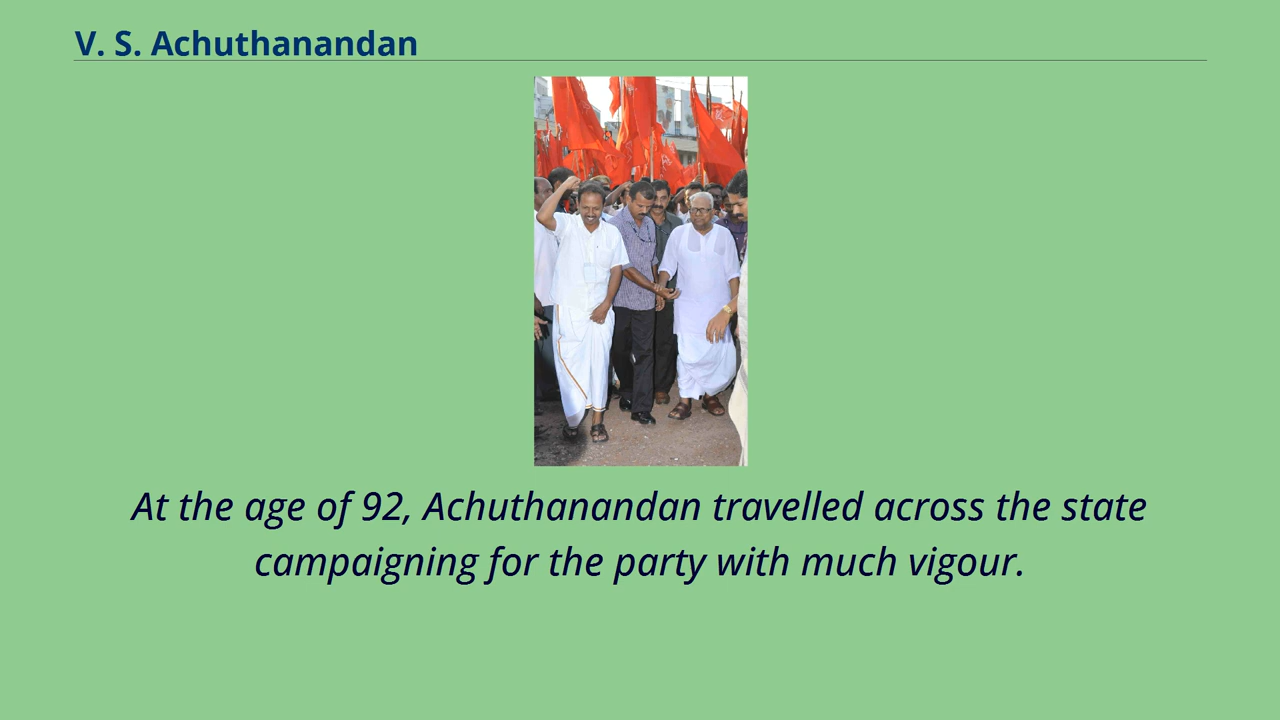 V. S. Achuthanandan
At the age of 92, Achuthanandan travelled across the state
campaigning for the party with much vigour.